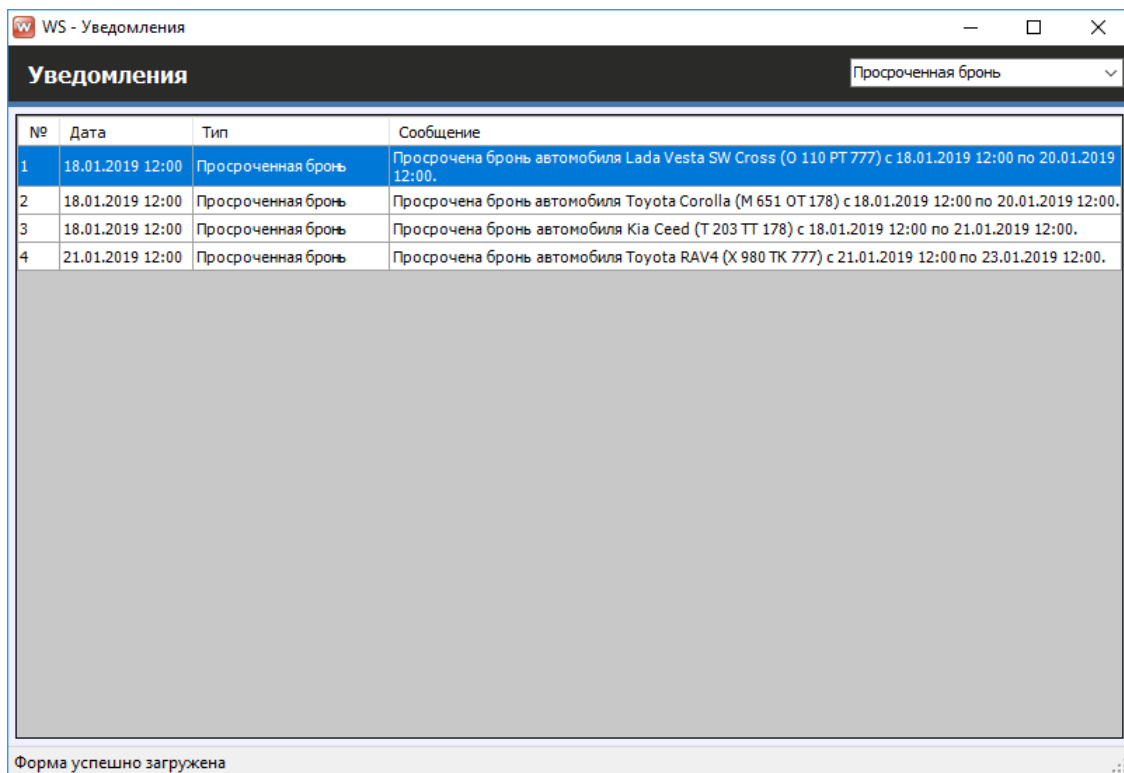 WS - Уведомления
Уведомления
Просроченная бронь
№ Дата Тип Сообщение
1 18.01.2019 12:00 Просроченная бронь Просрочена бронь автомобиля Lada Vesta SW Cross (О 110 РТ 777) с 18.01.2019 12:00 по 20.01.2019
12:00.
2 18.01.2019 12:00 Просроченная бронь Просрочена бронь автомобиля Toyota Corolla (М 651 ОТ 178) с 18.01.2019 12:00 по 20.01.2019 12:00.
3 18.01.2019 12:00 Просроченная бронь Просрочена бронь автомобиля Kia Ceed (Т 203 ТТ 178) с 18.01.2019 12:00 по 21.01.2019 12:00.
4 21.01.2019 12:00 Просроченная бронь Просрочена бронь автомобиля Toyota RAV4 (Х 980 ТК 777) с 21.01.2019 12:00 по 23.01.2019 12:00.
Форма успешно загружена